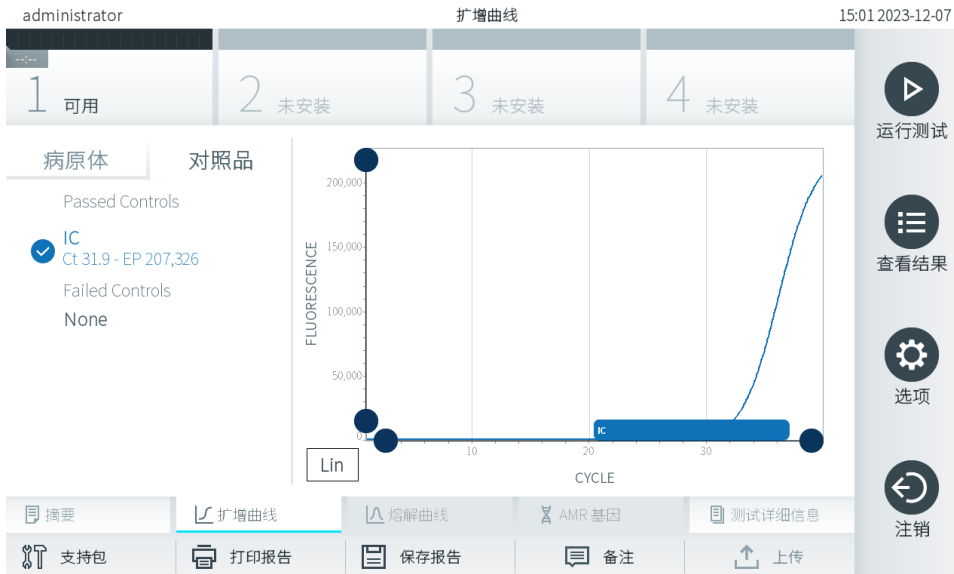 administrator
扩增曲线
15:01 2023-12-07
--:--
1 可用
2 未安装
3 未安装
4 未安装
病原体
对照品
Passed Controls
IC
Ct 31.9 - EP 207,326
Failed Controls
None
FLUORESCENCE
200,000
150,000
100,000
50,000
0
IC
10
20
30
CYCLE
Lin
运行测试
查看结果
选项
注销
摘要
扩增曲线
熔解曲线
AMR 基因
测试详细信息
支持包
打印报告
保存报告
备注
上传